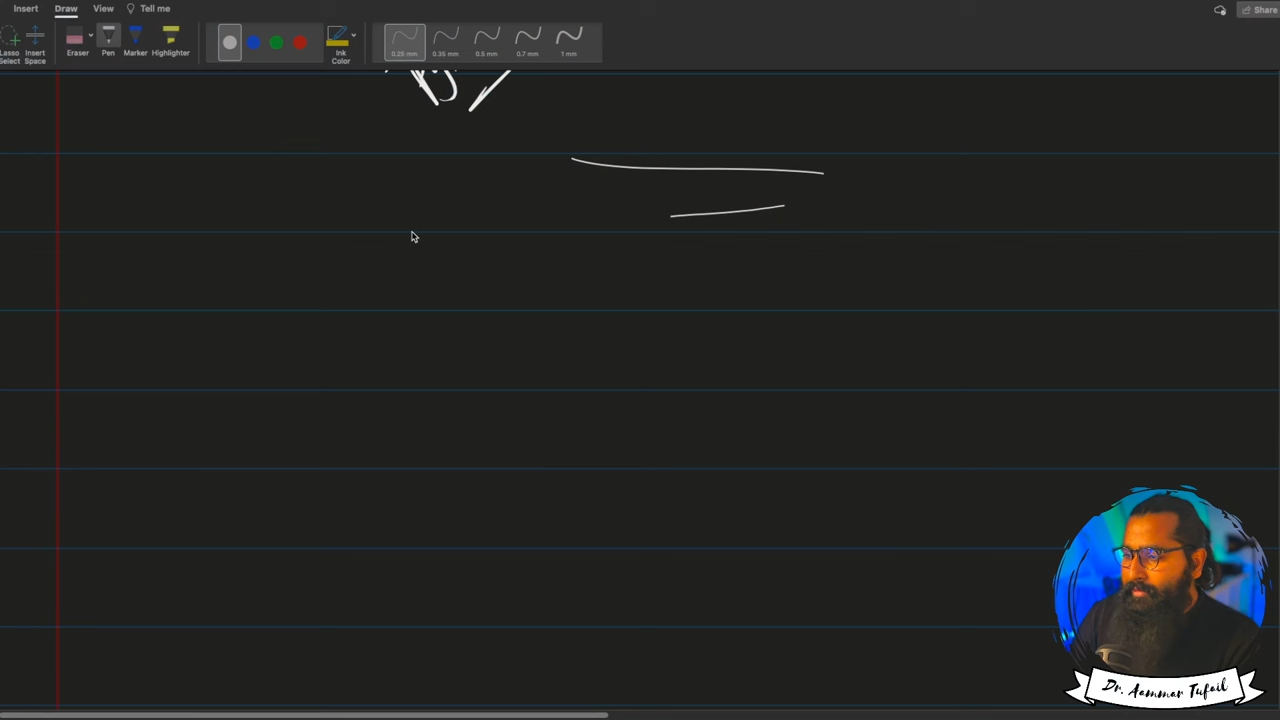 Insert Draw View Tell me
Share
Lasso Select
Insert Space
Eraser
Pen
Marker
Highlighter
Ink Color
0.25 mm
0.35 mm
0.5 mm
0.7 mm
1 mm
Dr. Aammar Tufail